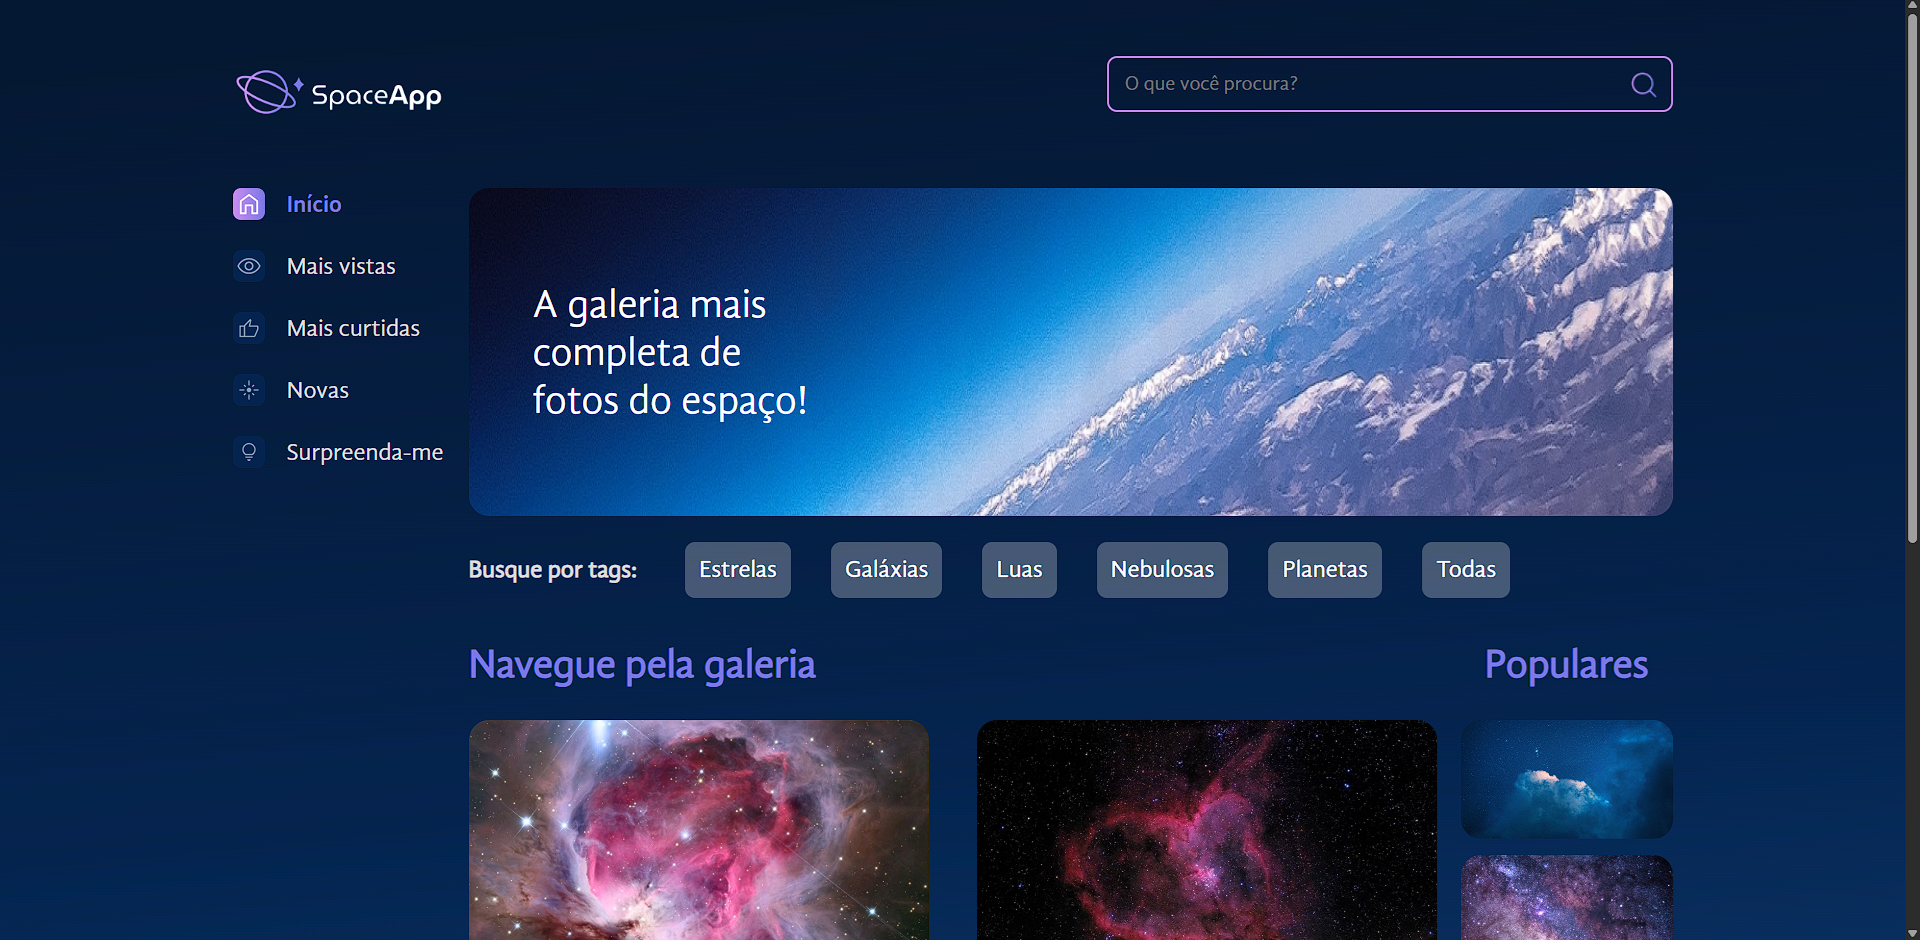 SpaceApp
O que você procura?
Início
Mais vistas
Mais curtidas
Novas
Surpreenda-me
A galeria mais
completa de
fotos do espaço!
Busque por tags:
Estrelas
Galáxias
Luas
Nebulosas
Planetas
Todas
Navegue pela galeria
Populares